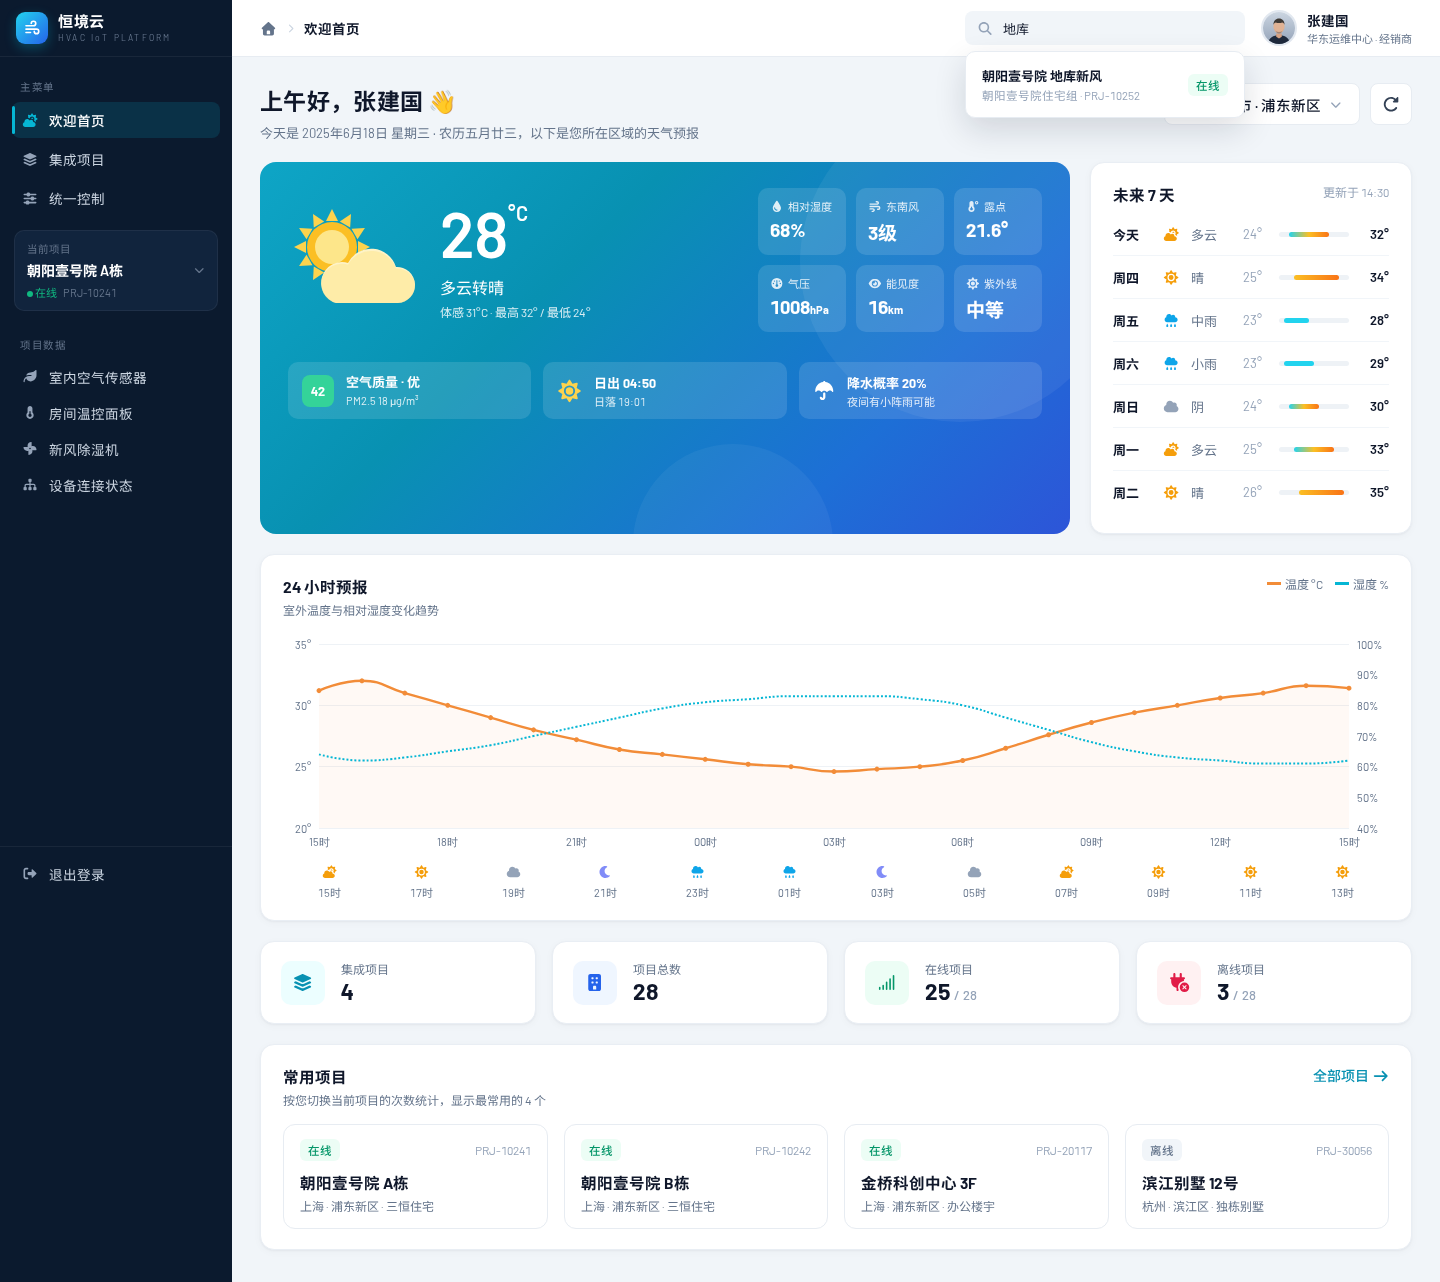 恒境云
HVAC IoT PLATFORM
主菜单
欢迎首页
集成项目
统一控制
当前项目
朝阳壹号院 A栋
在线 PRJ-10241
项目数据
室内空气传感器
房间温控面板
新风除湿机
设备连接状态
退出登录
欢迎首页
地库
张建国
华东运维中心 · 经销商
朝阳壹号院 地库新风
朝阳壹号院住宅组 · PRJ-10252
在线
上午好，张建国 👋
今天是 2025年6月18日 星期三 · 农历五月廿三，以下是您所在区域的天气预报
· 浦东新区
28°C
多云转晴
体感 31°C · 最高 32° / 最低 24°
相对湿度
68%
东南风
3级
露点
21.6°
气压
1008hPa
能见度
16km
紫外线
中等
42
空气质量 · 优
PM2.5 18 μg/m³
日出 04:50
日落 19:01
降水概率 20%
夜间有小阵雨可能
未来 7 天
更新于 14:30
今天 多云 24° 32°
周四 晴 25° 34°
周五 中雨 23° 28°
周六 小雨 23° 29°
周日 阴 24° 30°
周一 多云 25° 33°
周二 晴 26° 35°
24 小时预报
室外温度与相对湿度变化趋势
温度 °C 湿度 %
35° 100%
90%
30° 80%
70%
25° 60%
50%
20° 40%
15时 18时 21时 00时 03时 06时 09时 12时 15时
15时 17时 19时 21时 23时 01时 03时 05时 07时 09时 11时 13时
集成项目
4
项目总数
28
在线项目
25 / 28
离线项目
3 / 28
常用项目
按您切换当前项目的次数统计，显示最常用的 4 个
全部项目
在线 PRJ-10241
朝阳壹号院 A栋
上海 · 浦东新区 · 三恒住宅
在线 PRJ-10242
朝阳壹号院 B栋
上海 · 浦东新区 · 三恒住宅
在线 PRJ-20117
金桥科创中心 3F
上海 · 浦东新区 · 办公楼宇
离线 PRJ-30056
滨江别墅 12号
杭州 · 滨江区 · 独栋别墅